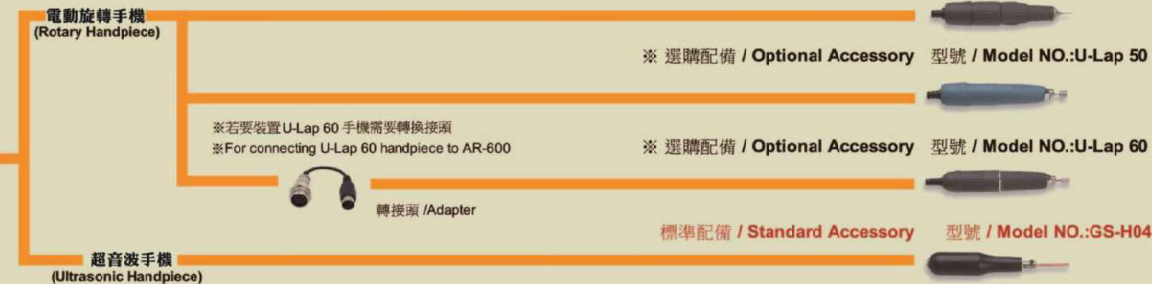 電動旋轉手機
(Rotary Handpiece)
※ 選購配備 / Optional Accessory 型號 / Model NO.:U-Lap 50
※若要裝置U-Lap 60 手機需要轉換接頭
※For connecting U-Lap 60 handpiece to AR-600
※ 選購配備 / Optional Accessory 型號 / Model NO.:U-Lap 60
轉接頭 /Adapter
標準配備 / Standard Accessory 型號 / Model NO.:GS-H04
超音波手機
(Ultrasonic Handpiece)